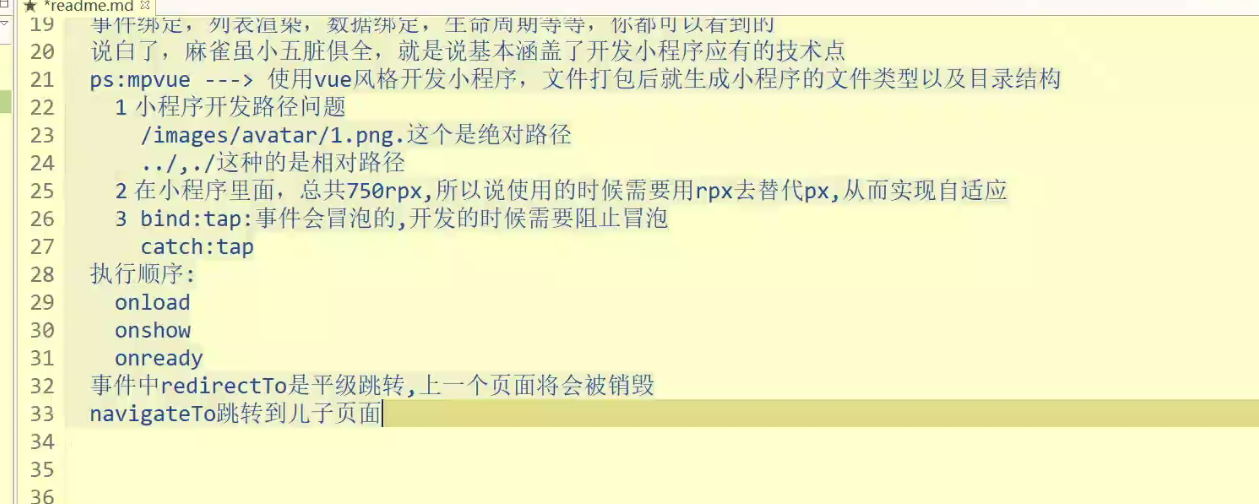 *readme.md
19 事件绑定，列表渲染，数据绑定，生命周期等等，你都可以看到的
20 说白了，麻雀虽小五脏俱全，就是说基本涵盖了开发小程序应有的技术点
21 ps:mpvue ---> 使用vue风格开发小程序，文件打包后就生成小程序的文件类型以及目录结构
22 1 小程序开发路径问题
23 /images/avatar/1.png.这个是绝对路径
24 ../,./这种的是相对路径
25 2 在小程序里面，总共750rpx,所以说使用的时候需要用rpx去替代px,从而实现自适应
26 3 bind:tap:事件会冒泡的,开发的时候需要阻止冒泡
27 catch:tap
28 执行顺序:
29 onload
30 onshow
31 onready
32 事件中redirectTo是平级跳转,上一个页面将会被销毁
33 navigateTo跳转到儿子页面
34
35
36